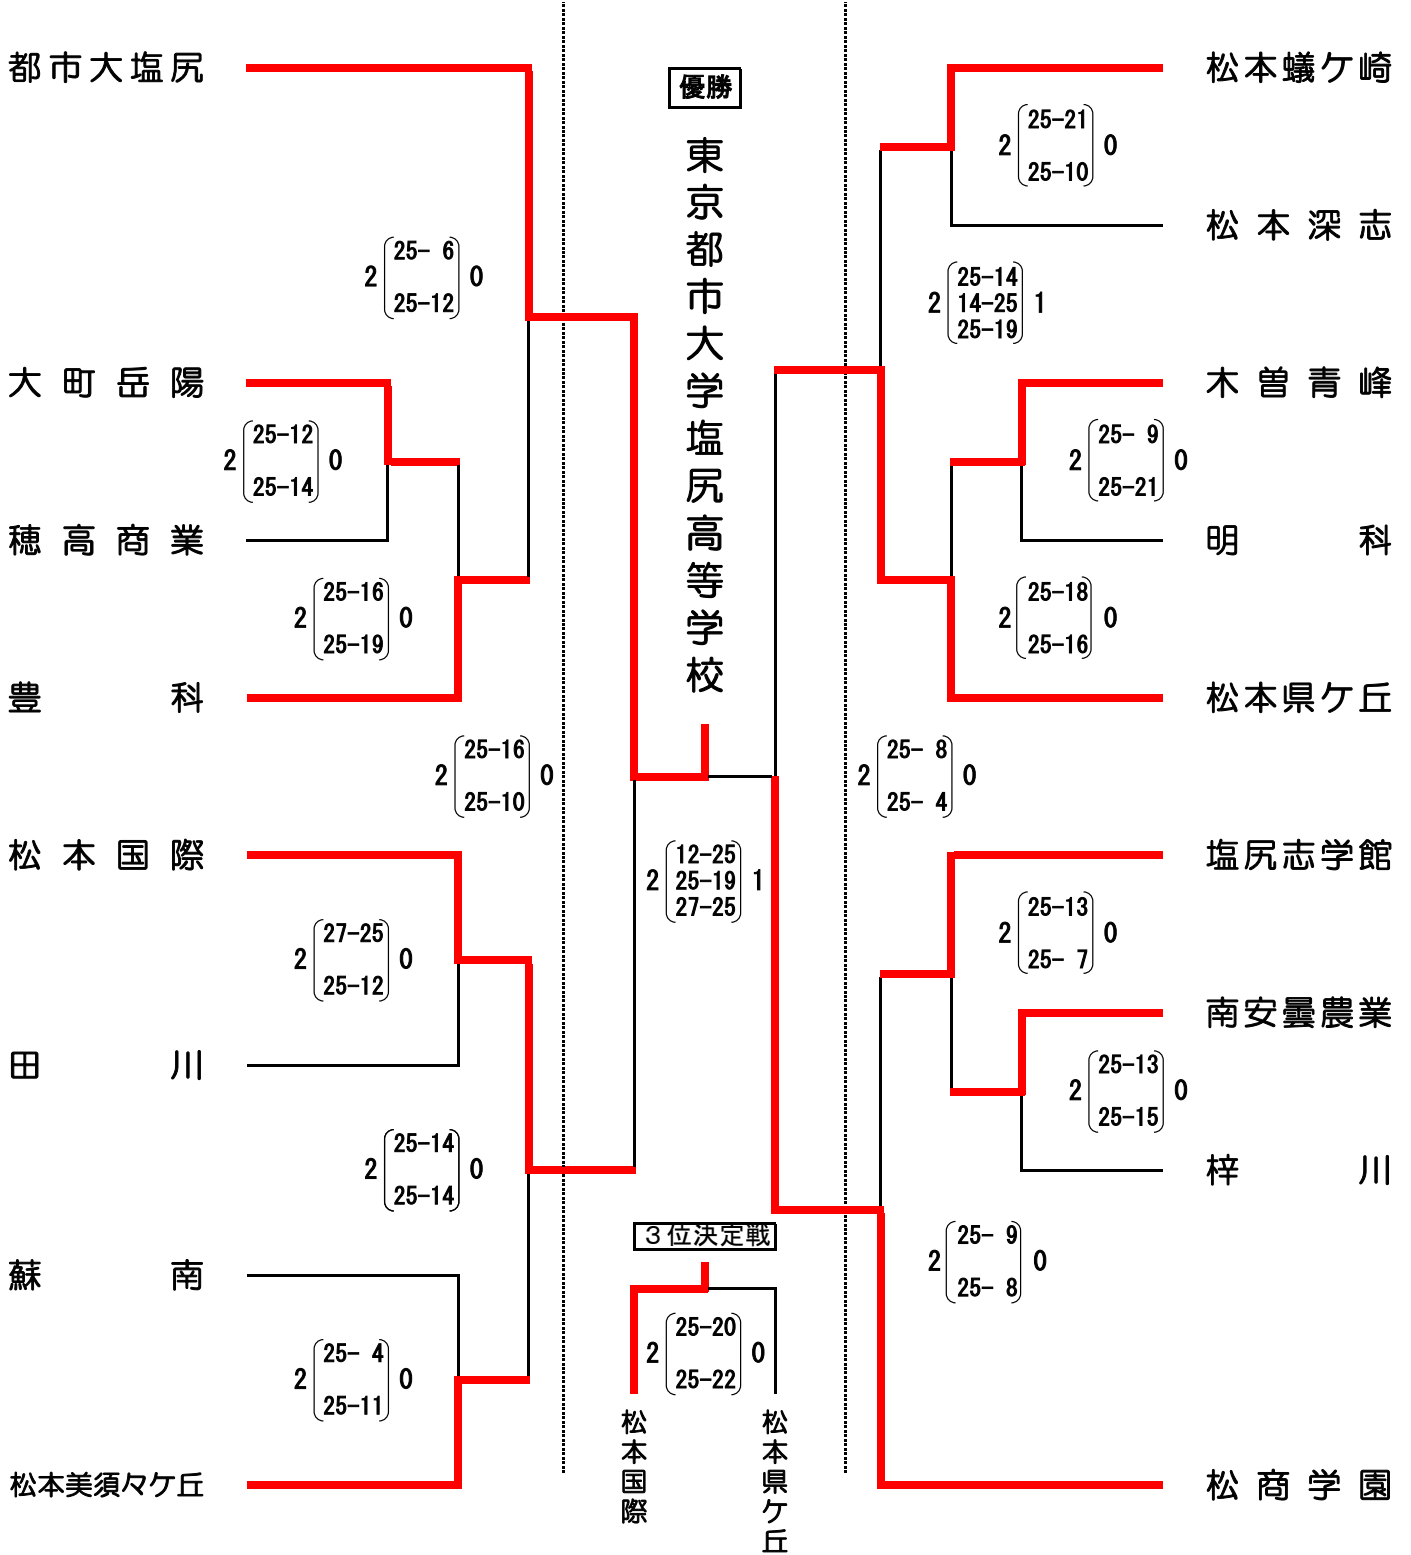 都市大塩尻
25- 6
2 0
25-12
大町岳陽
25-12
2 0
25-14
穂高商業
25-16
2 0
25-19
豊科
25-16
2 0
25-10
松本国際
27-25
2 0
25-12
田川
25-14
2 0
25-14
蘇南
25- 4
2 0
25-11
松本美須々ケ丘
優勝
東京都市大学塩尻高等学校
12-25
2 25-19 1
27-25
3位決定戦
25-20
2 0
25-22
松本国際
松本県ケ丘
松本蟻ケ崎
25-21
2 0
25-10
松本深志
25-14
2 14-25 1
25-19
木曽青峰
25- 9
2 0
25-21
明科
25-18
2 0
25-16
松本県ケ丘
25- 8
2 0
25- 4
塩尻志学館
25-13
2 0
25- 7
南安曇農業
25-13
2 0
25-15
梓川
25- 9
2 0
25- 8
松商学園